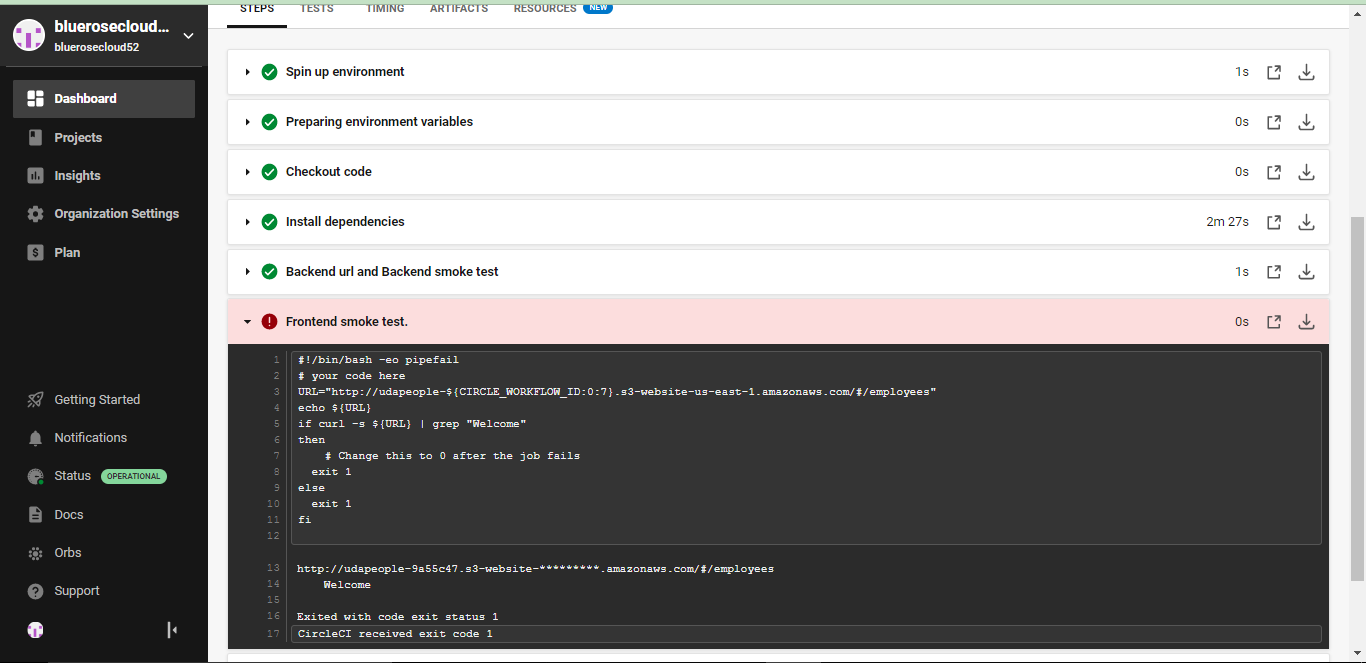 STEPS TESTS TIMING ARTIFACTS RESOURCES NEW
bluerosecloud...
bluerosecloud52
Dashboard
Projects
Insights
Organization Settings
Plan
Getting Started
Notifications
Status OPERATIONAL
Docs
Orbs
Support
Spin up environment 1s
Preparing environment variables 0s
Checkout code 0s
Install dependencies 2m 27s
Backend url and Backend smoke test 1s
Frontend smoke test. 0s
1 #!/bin/bash -eo pipefail
2 # your code here
3 URL="http://udapeople-${CIRCLE_WORKFLOW_ID:0:7}.s3-website-us-east-1.amazonaws.com/#/employees"
4 echo ${URL}
5 if curl -s ${URL} | grep "Welcome"
6 then
7 # Change this to 0 after the job fails
8 exit 1
9 else
10 exit 1
11 fi
12
13 http://udapeople-9a55c47.s3-website-*********.amazonaws.com/#/employees
14 Welcome
15
16 Exited with code exit status 1
17 CircleCI received exit code 1